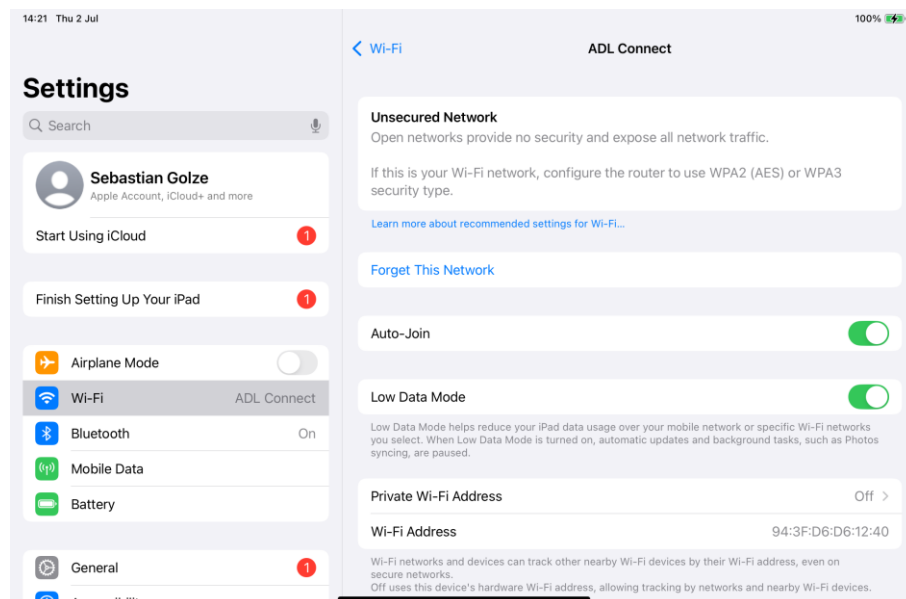 14:21 Thu 2 Jul
100%
Settings
Search
Sebastian Golze
Apple Account, iCloud+ and more
Start Using iCloud
1
Finish Setting Up Your iPad
1
Airplane Mode
Wi-Fi
ADL Connect
Bluetooth
On
Mobile Data
Battery
General
1
Wi-Fi
ADL Connect
Unsecured Network
Open networks provide no security and expose all network traffic.
If this is your Wi-Fi network, configure the router to use WPA2 (AES) or WPA3
security type.
Learn more about recommended settings for Wi-Fi...
Forget This Network
Auto-Join
Low Data Mode
Low Data Mode helps reduce your iPad data usage over your mobile network or specific Wi-Fi networks
you select. When Low Data Mode is turned on, automatic updates and background tasks, such as Photos
syncing, are paused.
Private Wi-Fi Address
Off
Wi-Fi Address
94:3F:D6:D6:12:40
Wi-Fi networks and devices can track other nearby Wi-Fi devices by their Wi-Fi address, even on
secure networks.
Off uses this device's hardware Wi-Fi address, allowing tracking by networks and nearby Wi-Fi devices.